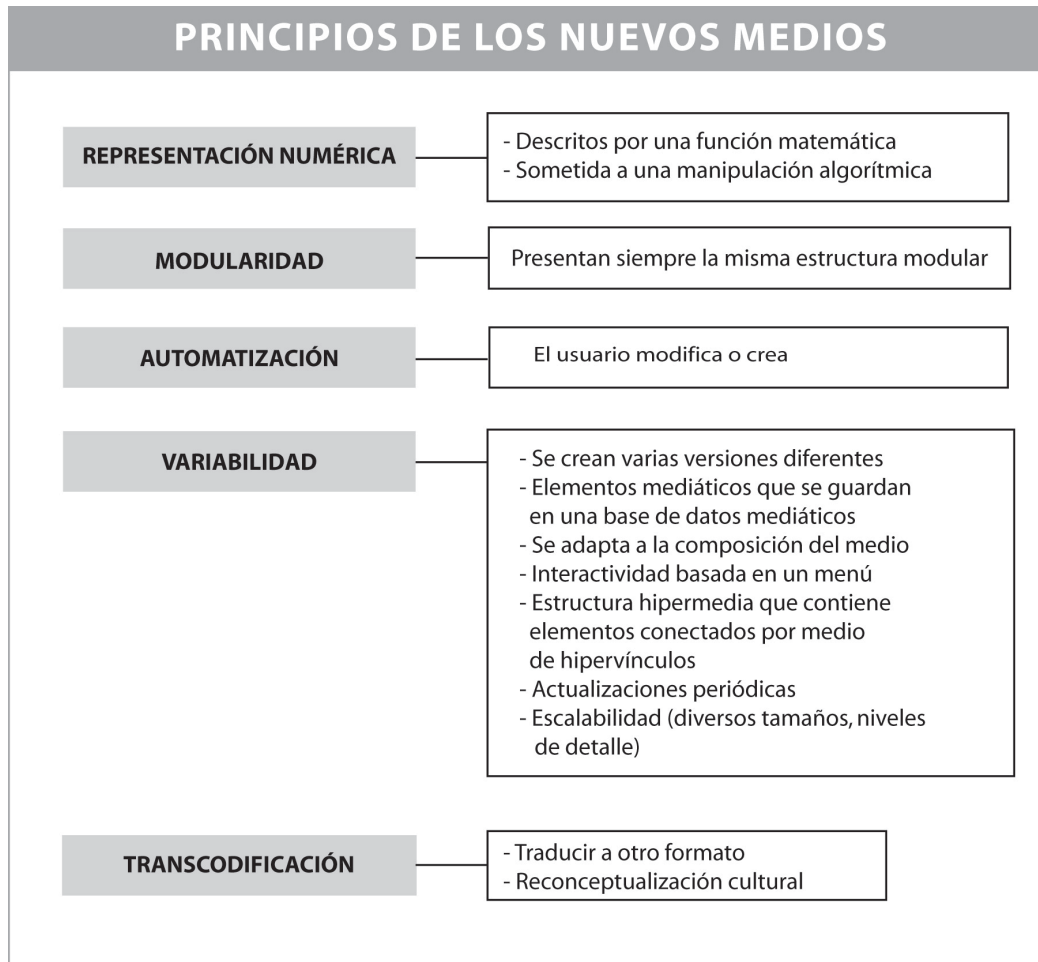 PRINCIPIOS DE LOS NUEVOS MEDIOS
REPRESENTACIÓN NUMÉRICA
- Descritos por una función matemática
- Sometida a una manipulación algorítmica
MODULARIDAD
Presentan siempre la misma estructura modular
AUTOMATIZACIÓN
El usuario modifica o crea
VARIABILIDAD
- Se crean varias versiones diferentes
- Elementos mediáticos que se guardan
en una base de datos mediáticos
- Se adapta a la composición del medio
- Interactividad basada en un menú
- Estructura hipermedia que contiene
elementos conectados por medio
de hipervínculos
- Actualizaciones periódicas
- Escalabilidad (diversos tamaños, niveles
de detalle)
TRANSCODIFICACIÓN
- Traducir a otro formato
- Reconceptualización cultural